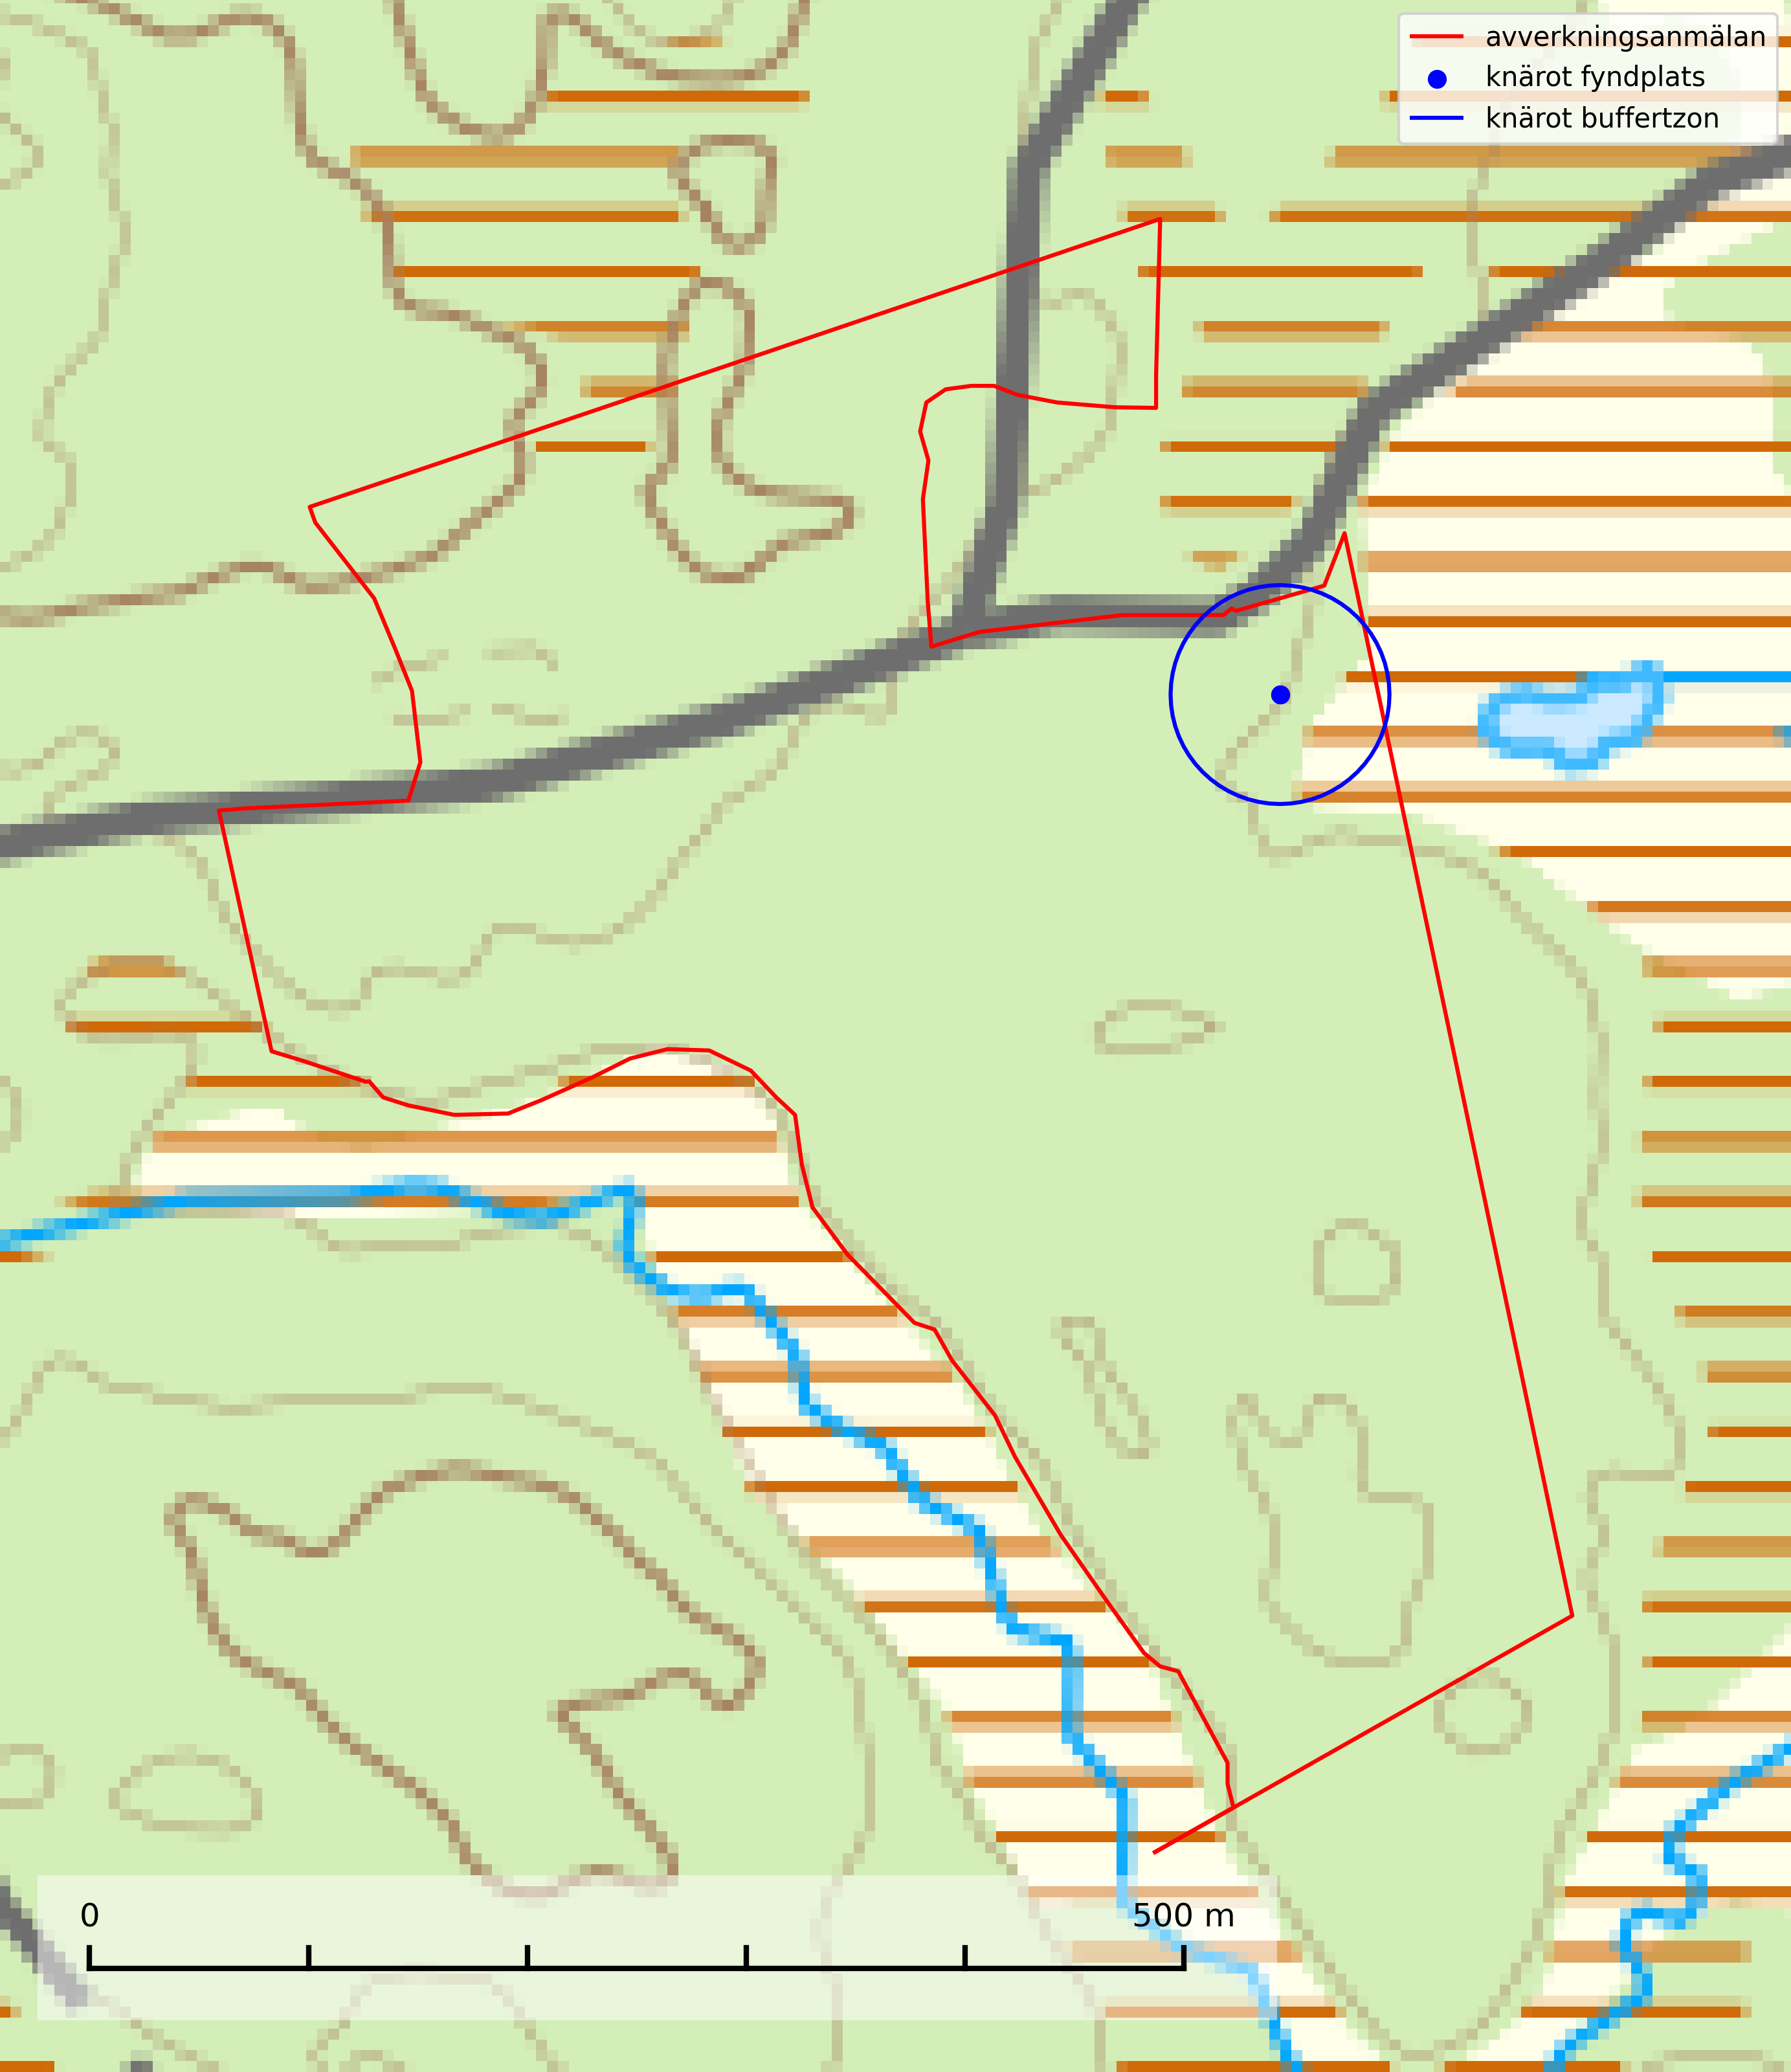 avverkningsanmälan
knärot fyndplats
knärot buffertzon
0
500 m